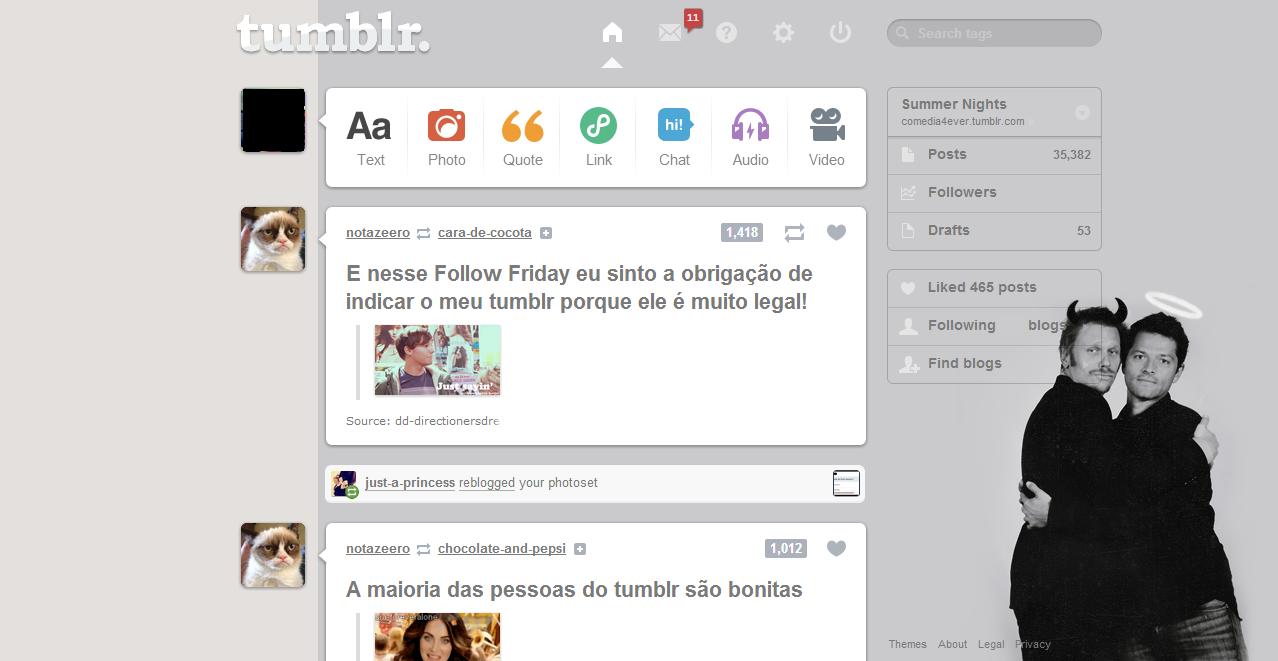 tumblr.
11
Search tags
Aa
hi!
Text
Photo
Quote
Link
Chat
Audio
Video
Summer Nights
comedia4ever.tumblr.com
Posts 35,382
Followers
Drafts 53
Liked 465 posts
Following blogs
Find blogs
notazeero cara-de-cocota 1,418
E nesse Follow Friday eu sinto a obrigação de
indicar o meu tumblr porque ele é muito legal!
Just sayin'
Source: dd-directionersdre
just-a-princess reblogged your photoset
notazeero chocolate-and-pepsi 1,012
A maioria das pessoas do tumblr são bonitas
Themes About Legal Privacy